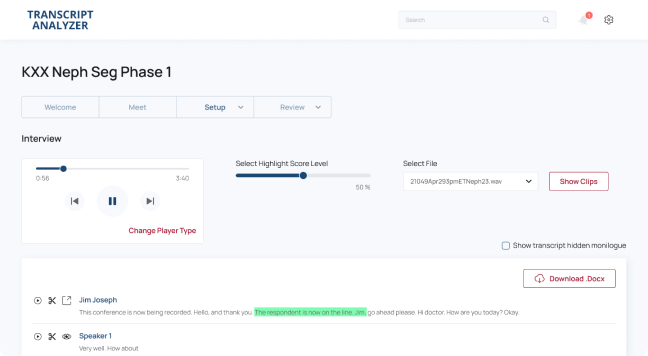 TRANSCRIPT
ANALYZER
Search
1
KXX Neph Seg Phase 1
Welcome
Meet
Setup
Review
Interview
0:56
3:40
Change Player Type
Select Highlight Score Level
50 %
Select File
21049Apr293pmETNeph23.wav
Show Clips
Show transcript hidden monilogue
Download .Docx
Jim Joseph
This conference is now being recorded. Hello, and thank you. The respondent is now on the line. Jim, go ahead please. Hi doctor. How are you today? Okay.
Speaker 1
Very well. How about